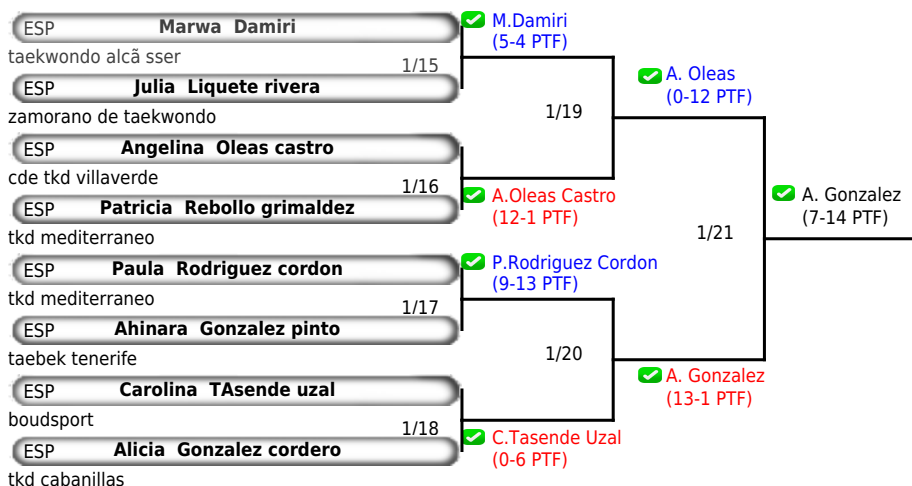 ESP Marwa Damiri
taekwondo alcã sser
1/15
ESP Julia Liquete rivera
zamorano de taekwondo
ESP Angelina Oleas castro
cde tkd villaverde
1/16
ESP Patricia Rebollo grimaldez
tkd mediterraneo
ESP Paula Rodriguez cordon
tkd mediterraneo
1/17
ESP Ahinara Gonzalez pinto
taebek tenerife
ESP Carolina TAsende uzal
boudsport
1/18
ESP Alicia Gonzalez cordero
tkd cabanillas
M.Damiri
(5-4 PTF)
1/19
A.Oleas Castro
(12-1 PTF)
P.Rodriguez Cordon
(9-13 PTF)
1/20
C.Tasende Uzal
(0-6 PTF)
A. Oleas
(0-12 PTF)
1/21
A. Gonzalez
(13-1 PTF)
A. Gonzalez
(7-14 PTF)